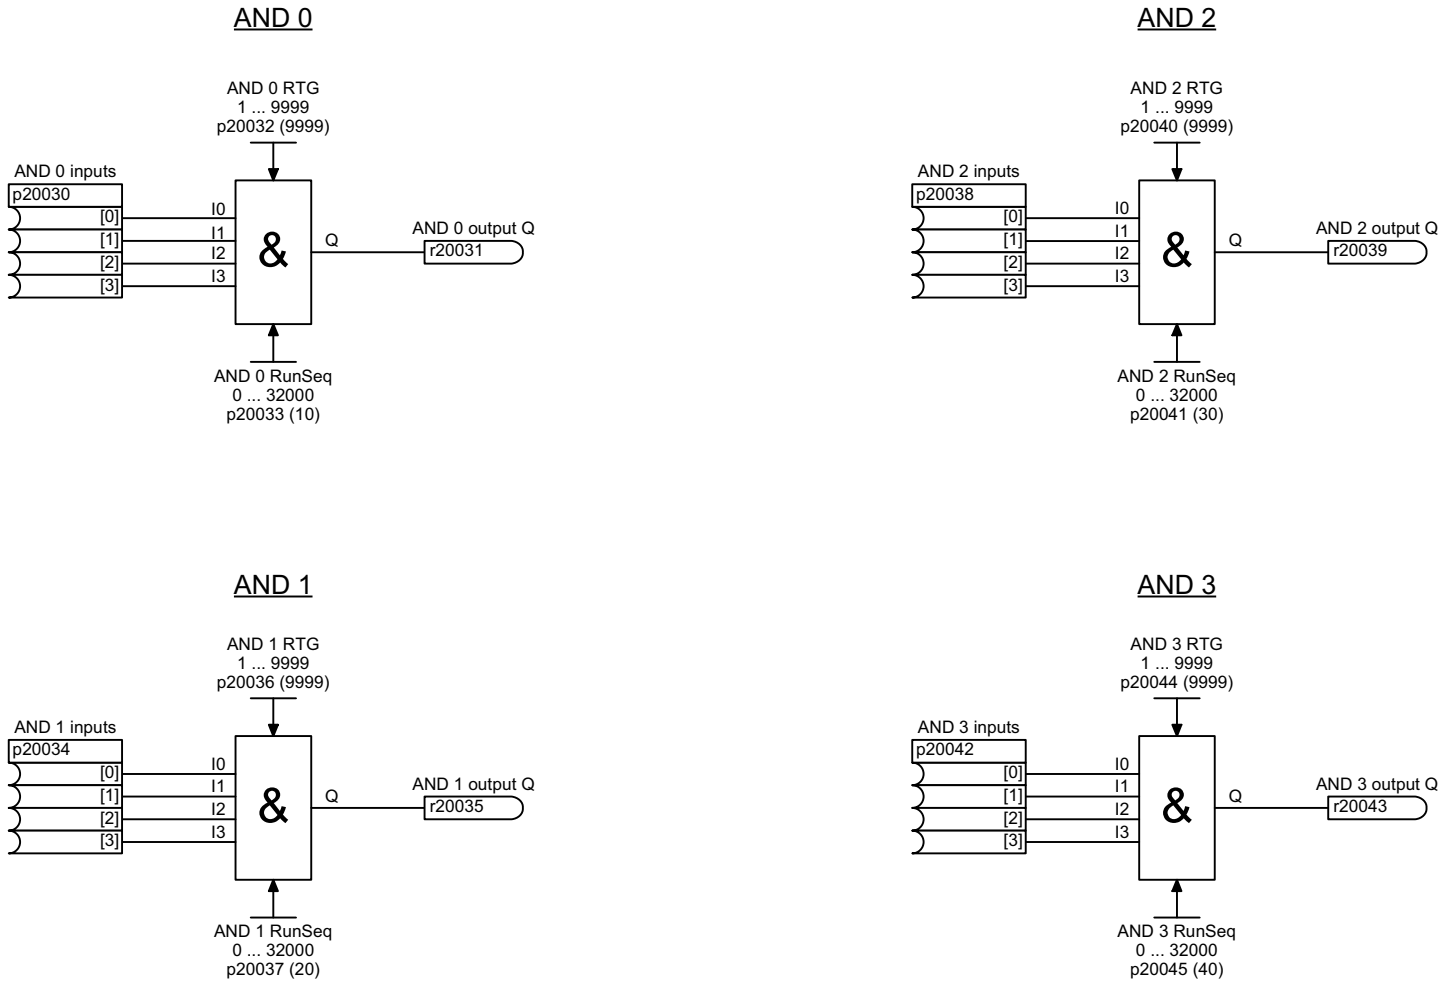 AND 0
AND 0 RTG
1 ... 9999
p20032 (9999)
AND 0 inputs
p20030
[0]
[1]
[2]
[3]
I0
I1
I2
I3
&
Q
AND 0 output Q
r20031
AND 0 RunSeq
0 ... 32000
p20033 (10)
AND 2
AND 2 RTG
1 ... 9999
p20040 (9999)
AND 2 inputs
p20038
[0]
[1]
[2]
[3]
I0
I1
I2
I3
&
Q
AND 2 output Q
r20039
AND 2 RunSeq
0 ... 32000
p20041 (30)
AND 1
AND 1 RTG
1 ... 9999
p20036 (9999)
AND 1 inputs
p20034
[0]
[1]
[2]
[3]
I0
I1
I2
I3
&
Q
AND 1 output Q
r20035
AND 1 RunSeq
0 ... 32000
p20037 (20)
AND 3
AND 3 RTG
1 ... 9999
p20044 (9999)
AND 3 inputs
p20042
[0]
[1]
[2]
[3]
I0
I1
I2
I3
&
Q
AND 3 output Q
r20043
AND 3 RunSeq
0 ... 32000
p20045 (40)